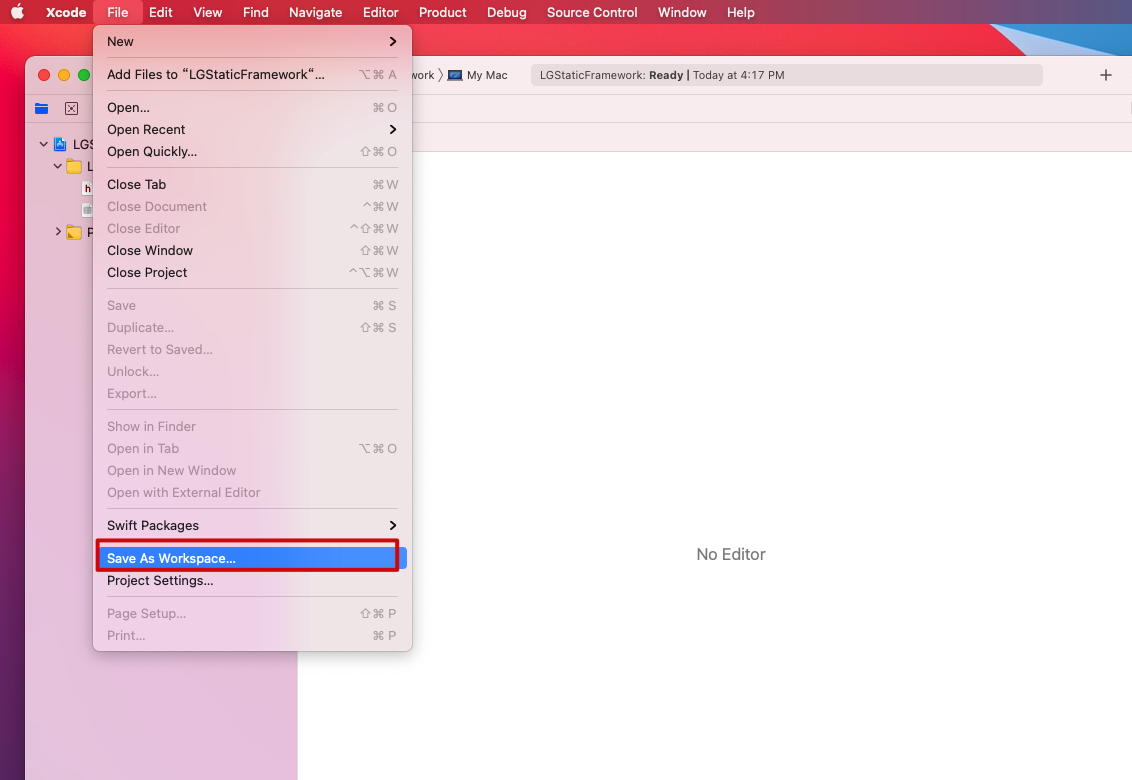 Xcode File Edit View Find Navigate Editor Product Debug Source Control Window Help
New
Add Files to “LGStaticFramework“... ⌥⌘ A
ork 〉 My Mac
LGStaticFramework: Ready | Today at 4:17 PM
Open... ⌘ O
Open Recent
Open Quickly... ⇧⌘ O
LGS
L
h
P
Close Tab ⌘ W
Close Document ^⌘ W
Close Editor ^⇧⌘ W
Close Window ⇧⌘ W
Close Project ^⌥⌘ W
Save ⌘ S
Duplicate... ⇧⌘ S
Revert to Saved...
Unlock...
Export...
Show in Finder
Open in Tab ⌥⌘ O
Open in New Window
Open with External Editor
Swift Packages
Save As Workspace...
Project Settings...
Page Setup... ⇧⌘ P
Print... ⌘ P
No Editor